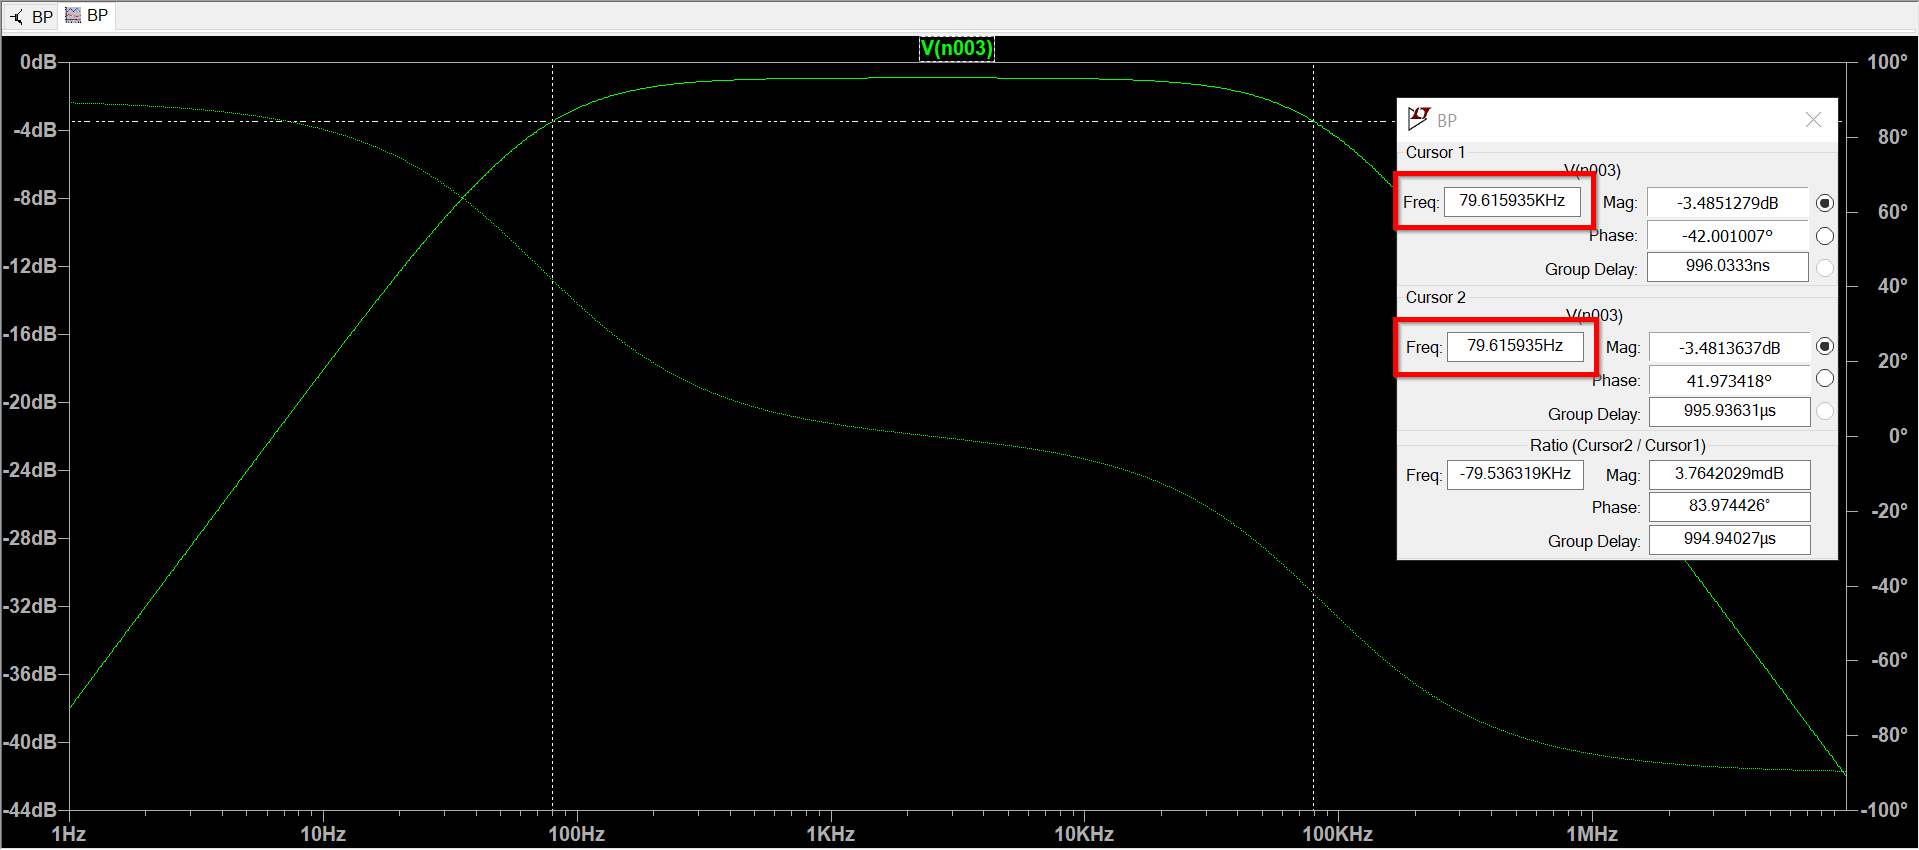 BP BP
V(n003)
0dB
-4dB
-8dB
-12dB
-16dB
-20dB
-24dB
-28dB
-32dB
-36dB
-40dB
-44dB
100°
80°
60°
40°
20°
0°
-20°
-40°
-60°
-80°
-100°
1Hz 10Hz 100Hz 1KHz 10KHz 100KHz 1MHz
BP
Cursor 1
V(n003)
Freq: 79.615935KHz Mag: -3.4851279dB
Phase: -42.001007°
Group Delay: 996.0333ns
Cursor 2
V(n003)
Freq: 79.615935Hz Mag: -3.4813637dB
Phase: 41.973418°
Group Delay: 995.93631µs
Ratio (Cursor2 / Cursor1)
Freq: -79.536319KHz Mag: 3.7642029mdB
Phase: 83.974426°
Group Delay: 994.94027µs